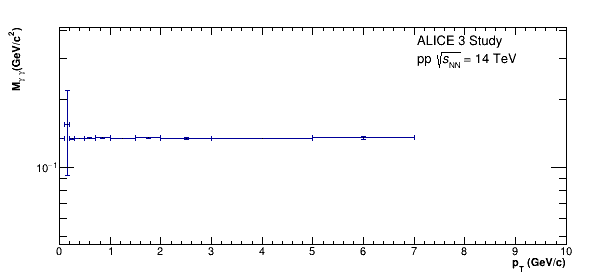 M_γγ (GeV/c²)
ALICE 3 Study
pp √s_NN = 14 TeV
10⁻¹
0 1 2 3 4 5 6 7 8 9 10
p_T (GeV/c)